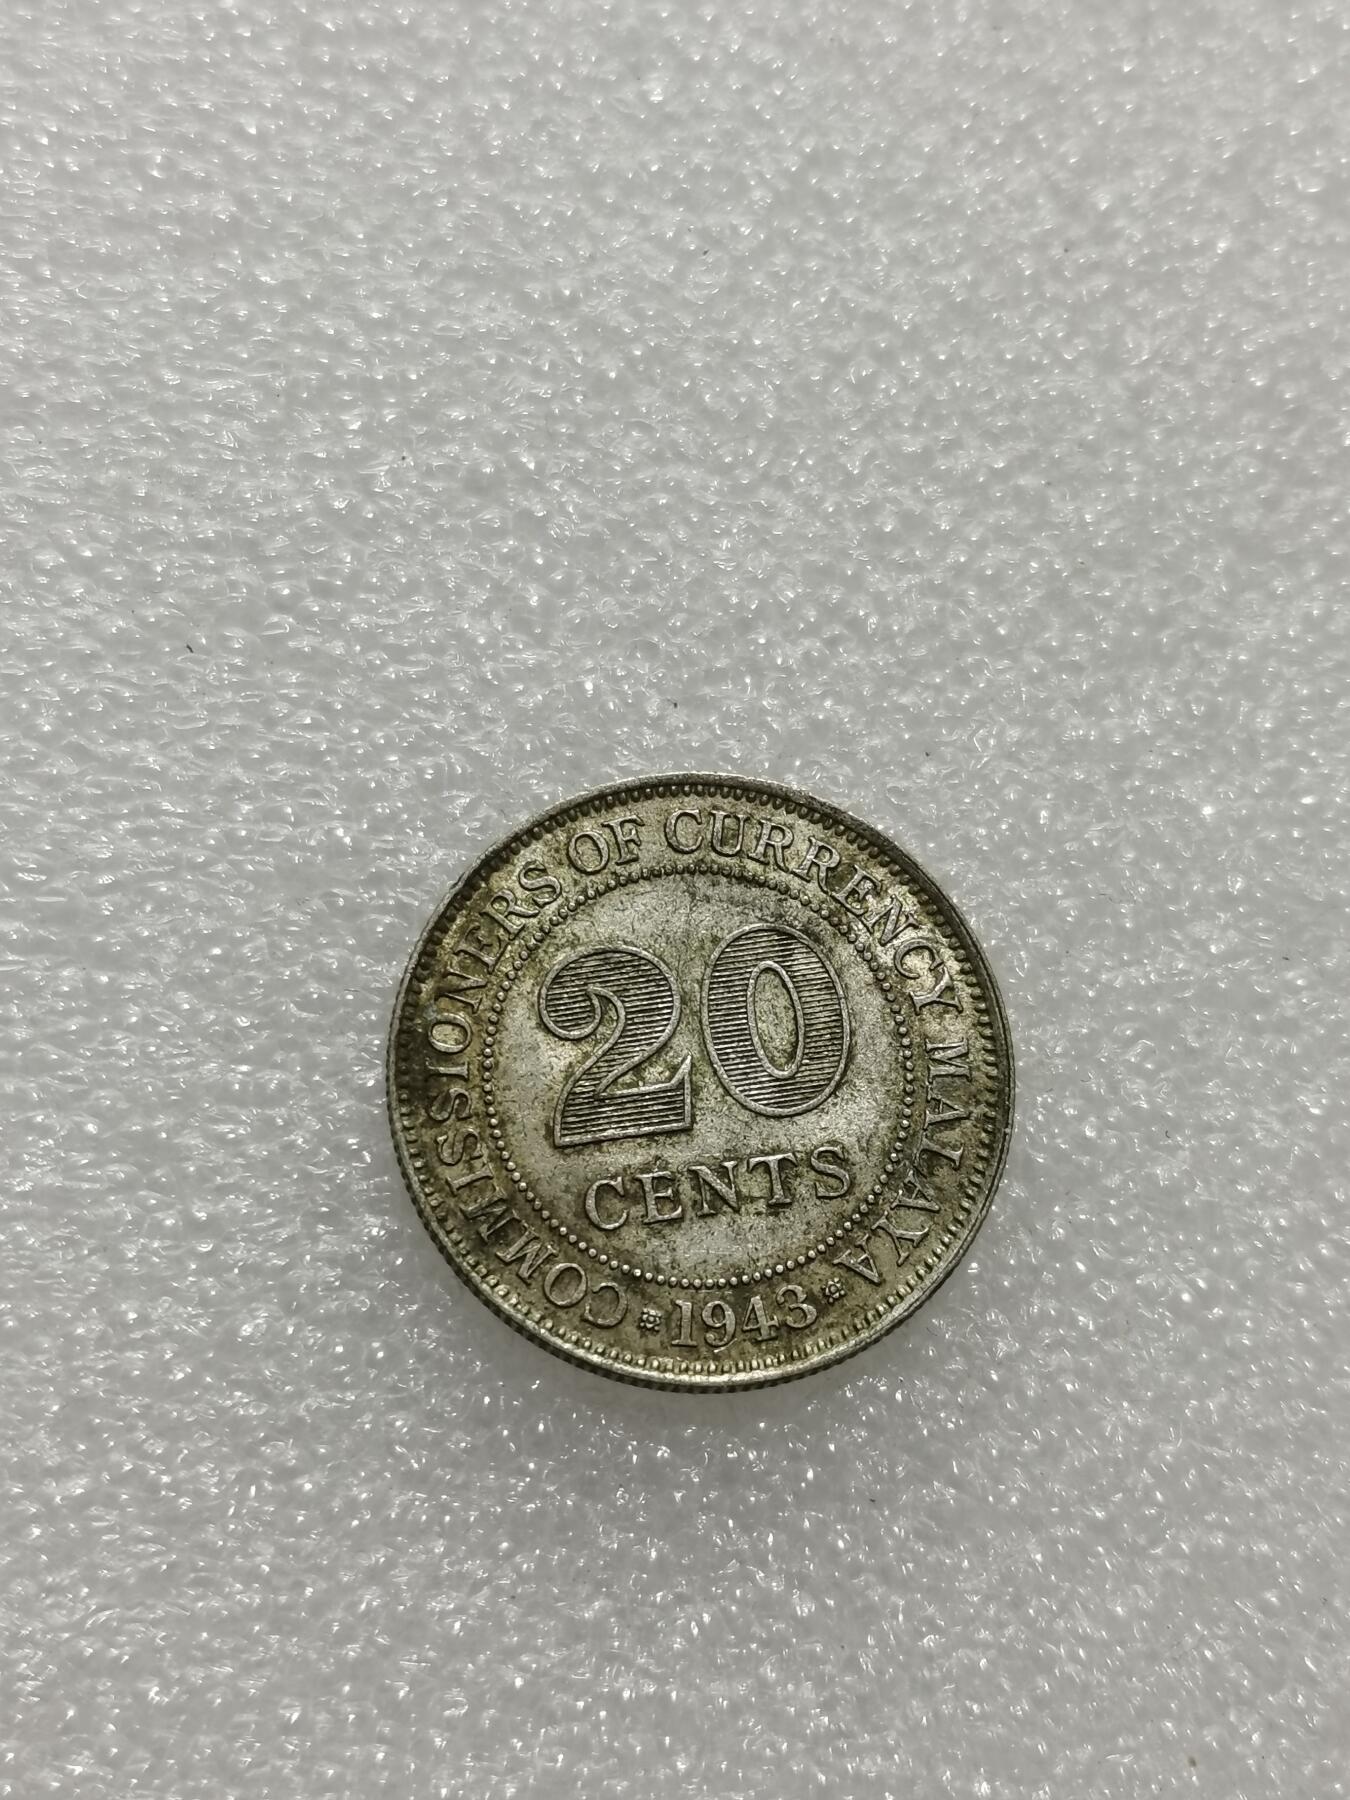 COMMISSIONERS OF CURRENCY MALAYA
20
CENTS
1943